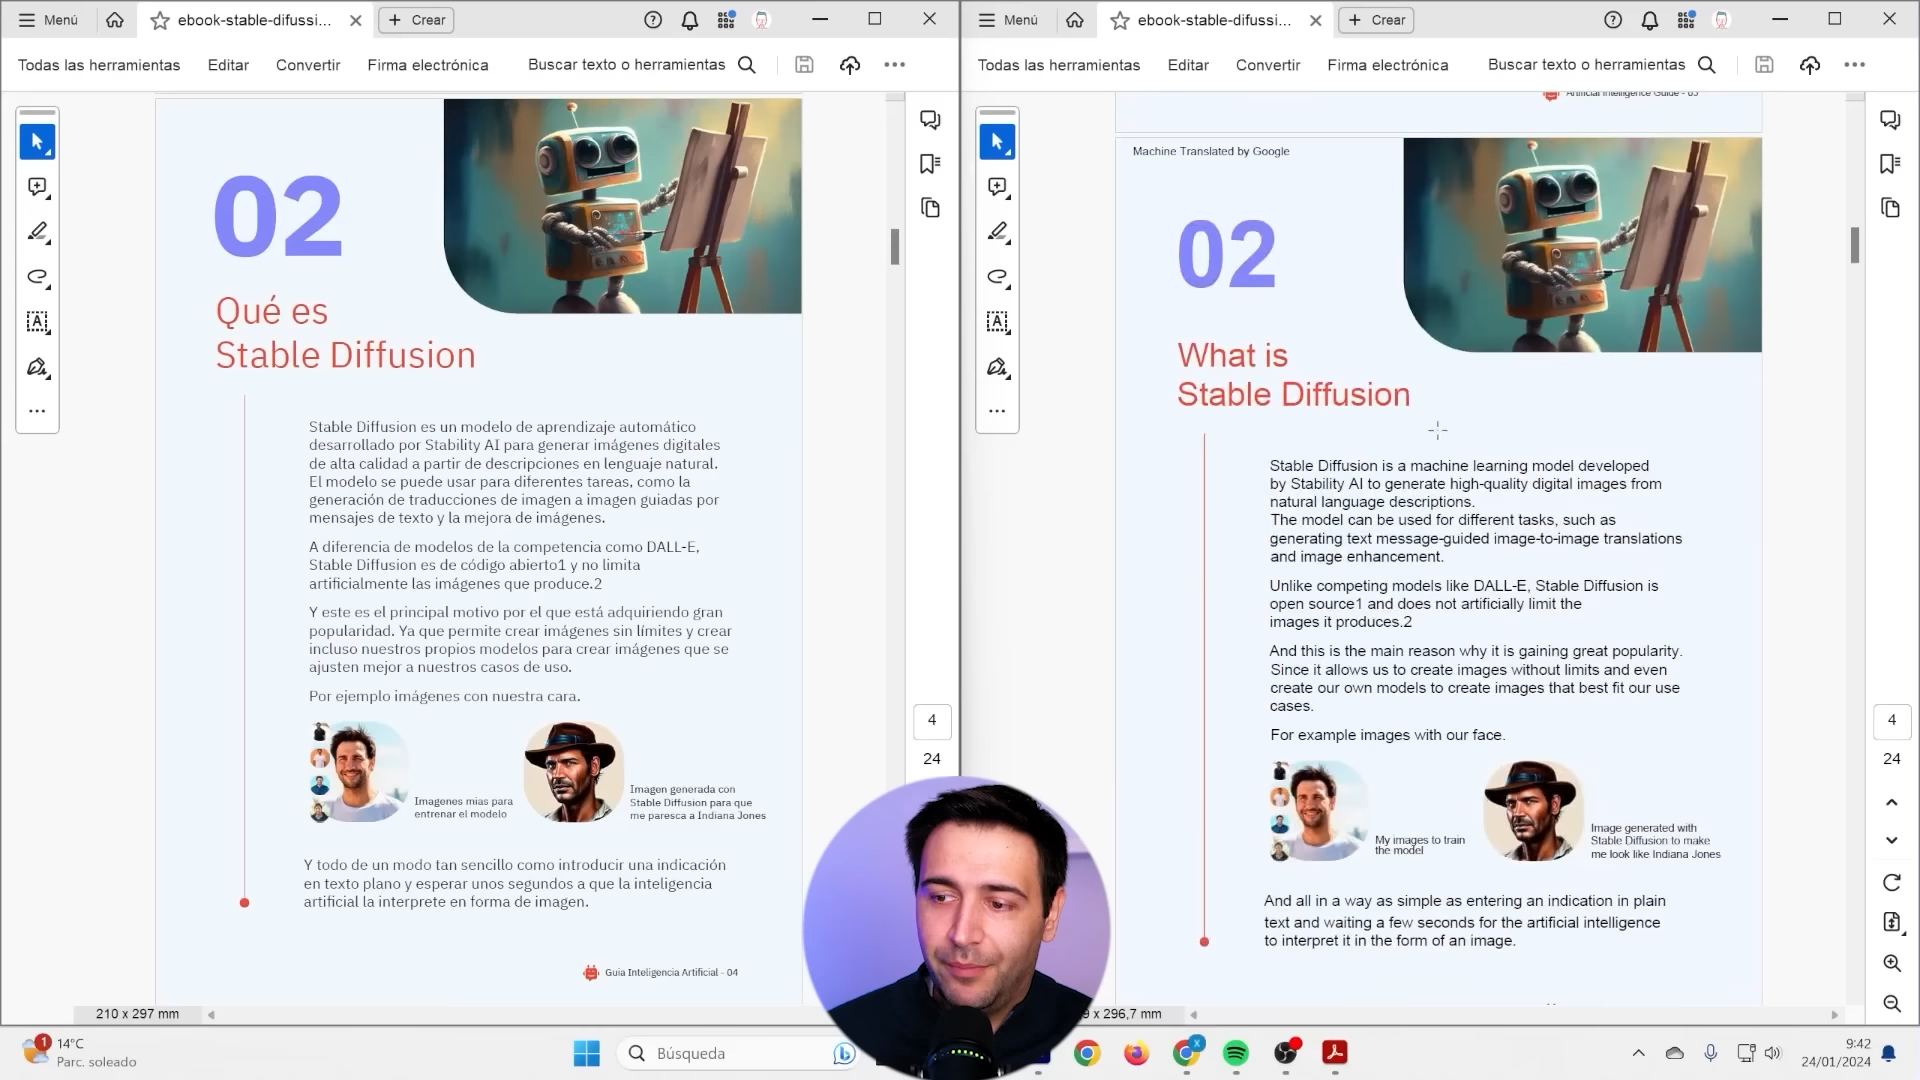 Menú
ebook-stable-difussi...
Crear
Todas las herramientas
Editar
Convertir
Firma electrónica
Buscar texto o herramientas
02
Qué es
Stable Diffusion
Stable Diffusion es un modelo de aprendizaje automático
desarrollado por Stability AI para generar imágenes digitales
de alta calidad a partir de descripciones en lenguaje natural.
El modelo se puede usar para diferentes tareas, como la
generación de traducciones de imagen a imagen guiadas por
mensajes de texto y la mejora de imágenes.
A diferencia de modelos de la competencia como DALL-E,
Stable Diffusion es de código abierto1 y no limita
artificialmente las imágenes que produce.2
Y este es el principal motivo por el que está adquiriendo gran
popularidad. Ya que permite crear imágenes sin límites y crear
incluso nuestros propios modelos para crear imágenes que se
ajusten mejor a nuestros casos de uso.
Por ejemplo imágenes con nuestra cara.
Imagenes mias para
entrenar el modelo
Imagen generada con
Stable Diffusion para que
me paresca a Indiana Jones
Y todo de un modo tan sencillo como introducir una indicación
en texto plano y esperar unos segundos a que la inteligencia
artificial la interprete en forma de imagen.
Guia Inteligencia Artificial - 04
4
24
210 x 297 mm
Menú
ebook-stable-difussi...
Crear
Todas las herramientas
Editar
Convertir
Firma electrónica
Buscar texto o herramientas
Artificial Intelligence Guide - 03
Machine Translated by Google
02
What is
Stable Diffusion
Stable Diffusion is a machine learning model developed
by Stability AI to generate high-quality digital images from
natural language descriptions.
The model can be used for different tasks, such as
generating text message-guided image-to-image translations
and image enhancement.
Unlike competing models like DALL-E, Stable Diffusion is
open source1 and does not artificially limit the
images it produces.2
And this is the main reason why it is gaining great popularity.
Since it allows us to create images without limits and even
create our own models to create images that best fit our use
cases.
For example images with our face.
My images to train
the model
Image generated with
Stable Diffusion to make
me look like Indiana Jones
And all in a way as simple as entering an indication in plain
text and waiting a few seconds for the artificial intelligence
to interpret it in the form of an image.
4
24
x 296,7 mm
1
14°C
Parc. soleado
Búsqueda
X
9:42
24/01/2024